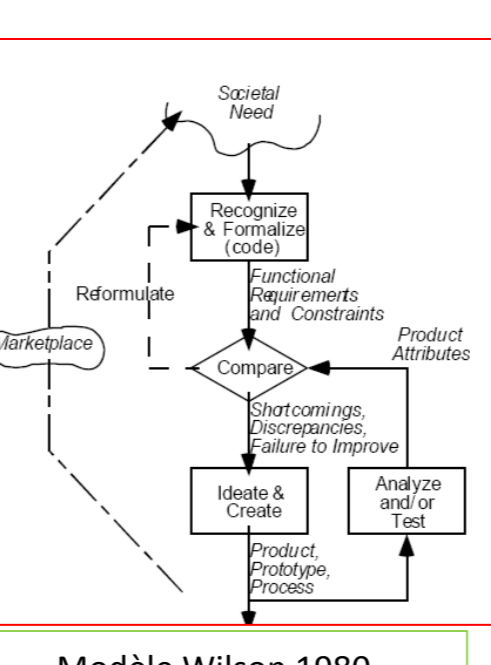 Societal
Need
Recognize
& Formalize
(code)
Reformulate
Functional
Requirements
and Constraints
Marketplace
Product
Attributes
Compare
Shortcomings,
Discrepancies,
Failure to Improve
Ideate &
Create
Analyze
and/or
Test
Product,
Prototype,
Process
Modèle Wilson 1980